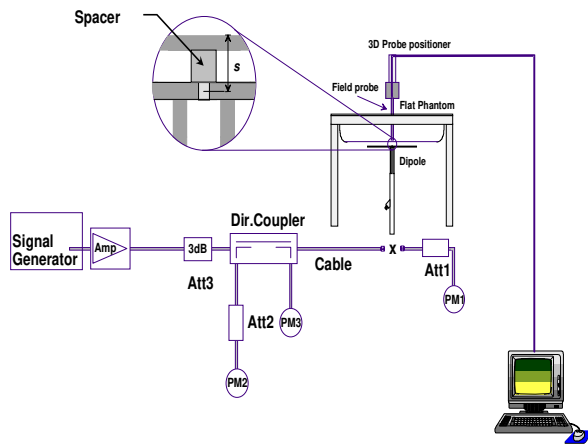 Spacer
s
3D Probe positioner
Field probe
Flat Phantom
Dipole
Dir.Coupler
Signal
Generator
Amp
3dB
Att3
Cable
x
Att1
PM1
Att2
PM3
PM2